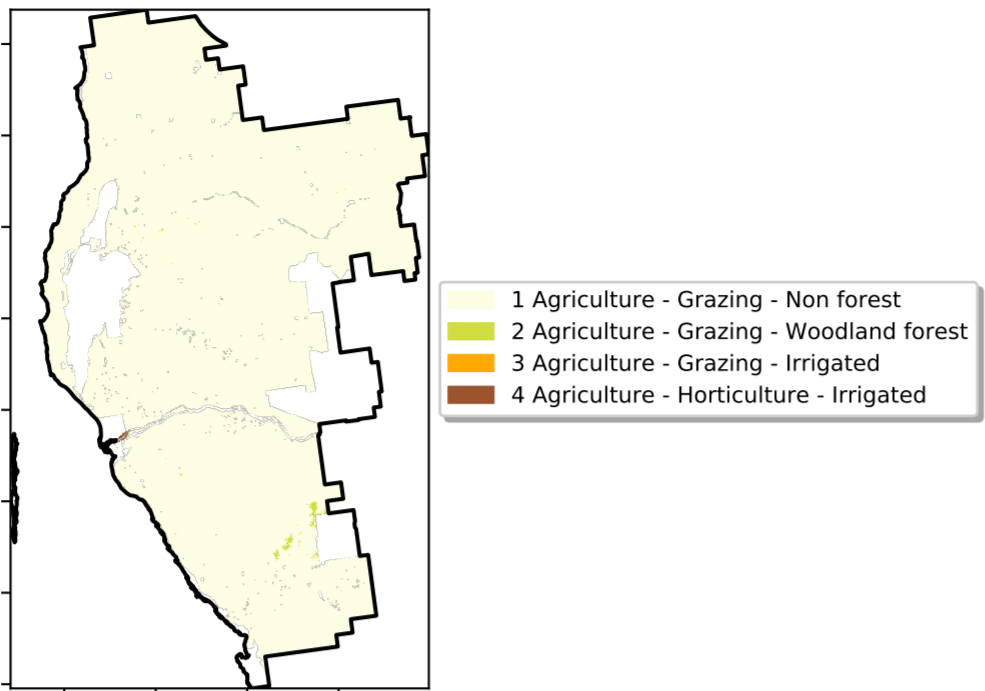 1 Agriculture - Grazing - Non forest
2 Agriculture - Grazing - Woodland forest
3 Agriculture - Grazing - Irrigated
4 Agriculture - Horticulture - Irrigated